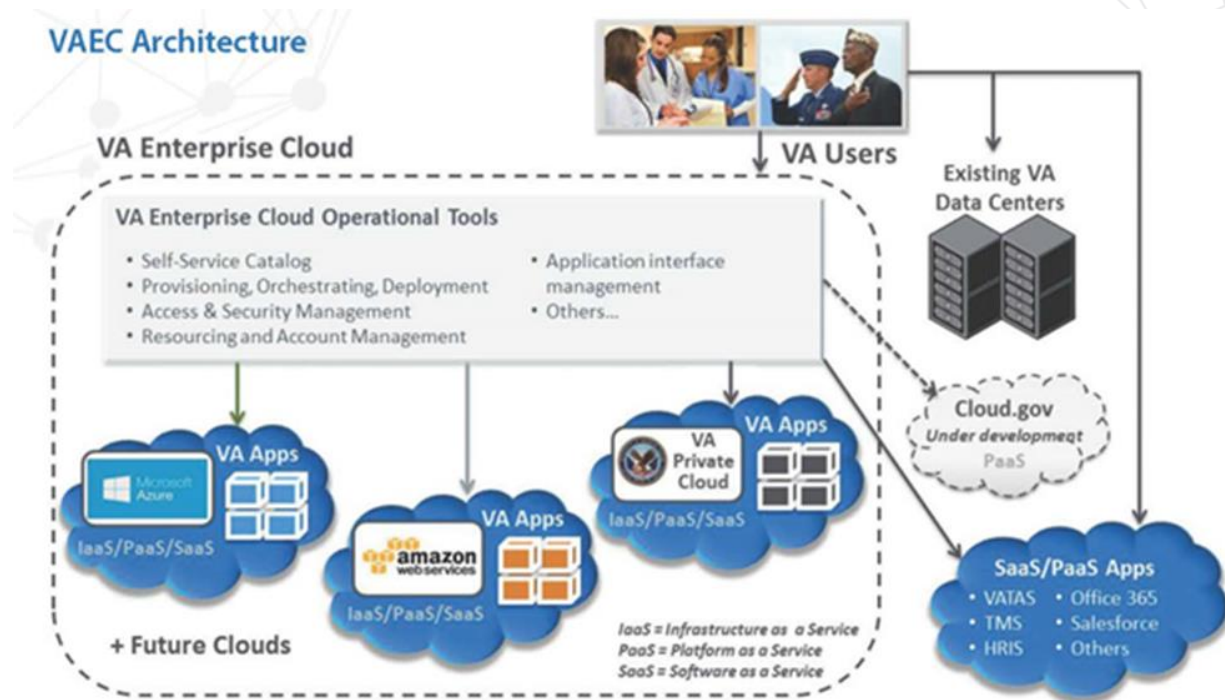 VAEC Architecture
VA Enterprise Cloud
VA Users
Existing VA
Data Centers
VA Enterprise Cloud Operational Tools
• Self-Service Catalog
• Provisioning, Orchestrating, Deployment
• Access & Security Management
• Resourcing and Account Management
• Application interface
management
• Others...
Cloud.gov
Under development
PaaS
Microsoft
Azure
VA Apps
IaaS/PaaS/SaaS
amazon
webservices
VA Apps
IaaS/PaaS/SaaS
VA
Private
Cloud
VA Apps
IaaS/PaaS/SaaS
SaaS/PaaS Apps
• VATAS
• TMS
• HRIS
• Office 365
• Salesforce
• Others
+ Future Clouds
IaaS = Infrastructure as a Service
PaaS = Platform as a Service
SaaS = Software as a Service